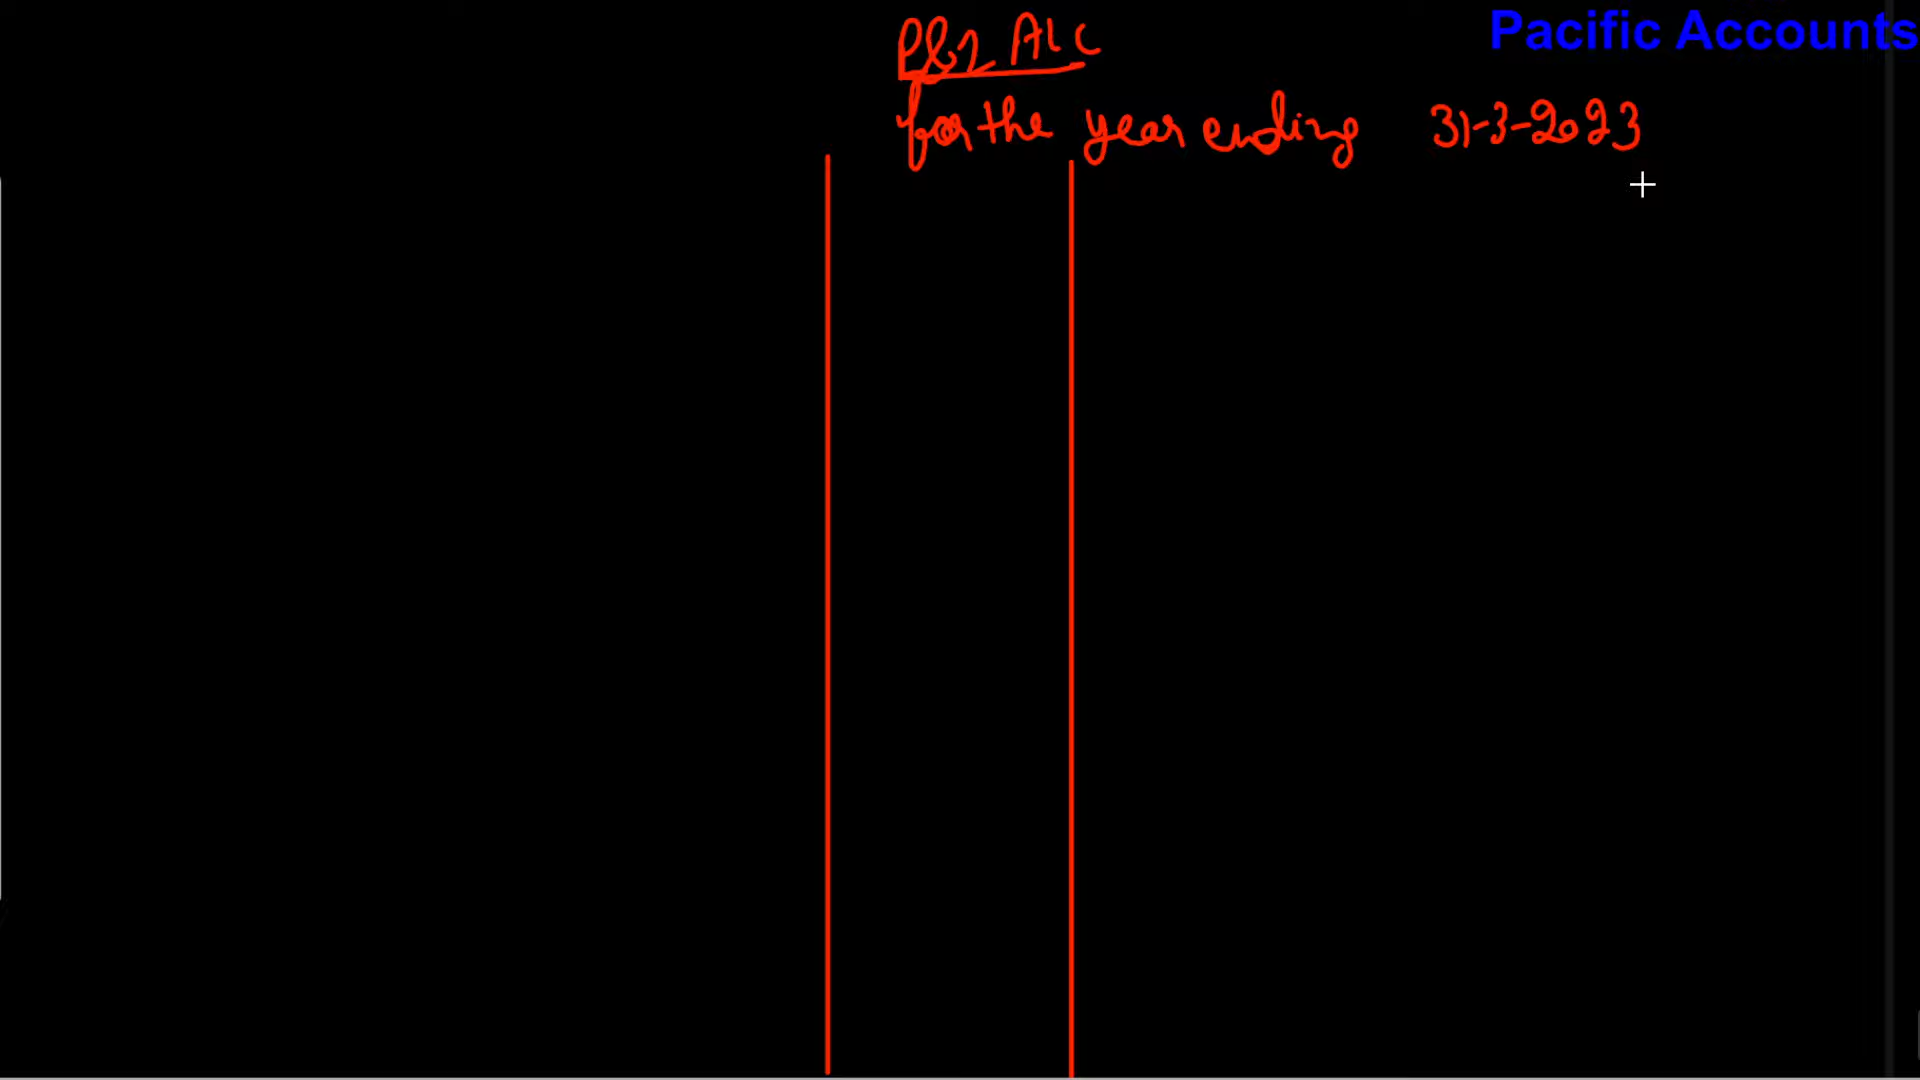 Pacific Accounts
P&L A/c
for the year ending 31-3-2023